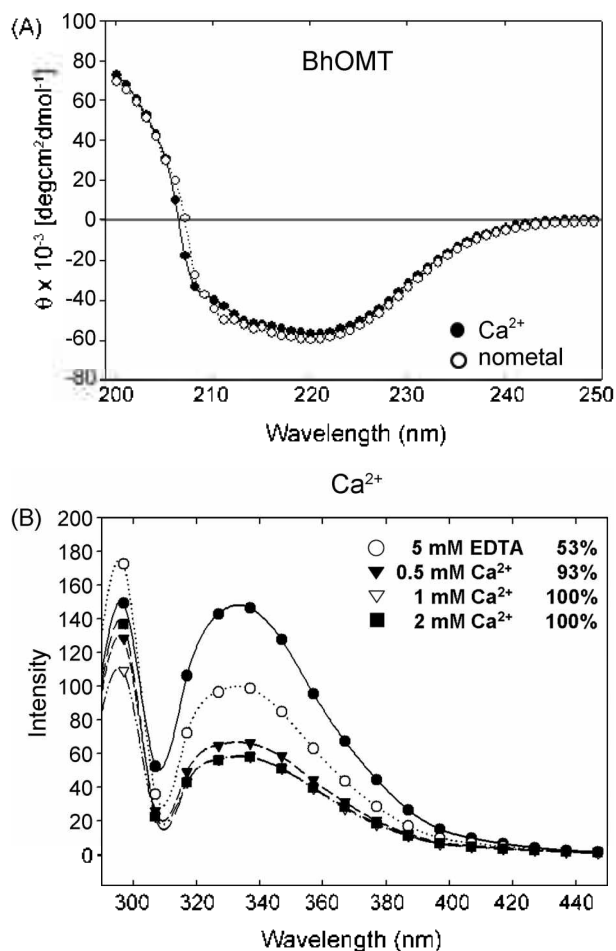 (A)
BhOMT
80
60
40
20
0
-20
-40
-60
-80
θ x 10⁻³ [degcm²dmol⁻¹]
Ca²⁺
nometal
200 210 220 230 240 250
Wavelength (nm)
Ca²⁺
(B)
200
180
160
140
120
100
80
60
40
20
0
Intensity
5 mM EDTA 53%
0.5 mM Ca²⁺ 93%
1 mM Ca²⁺ 100%
2 mM Ca²⁺ 100%
300 320 340 360 380 400 420 440
Wavelength (nm)